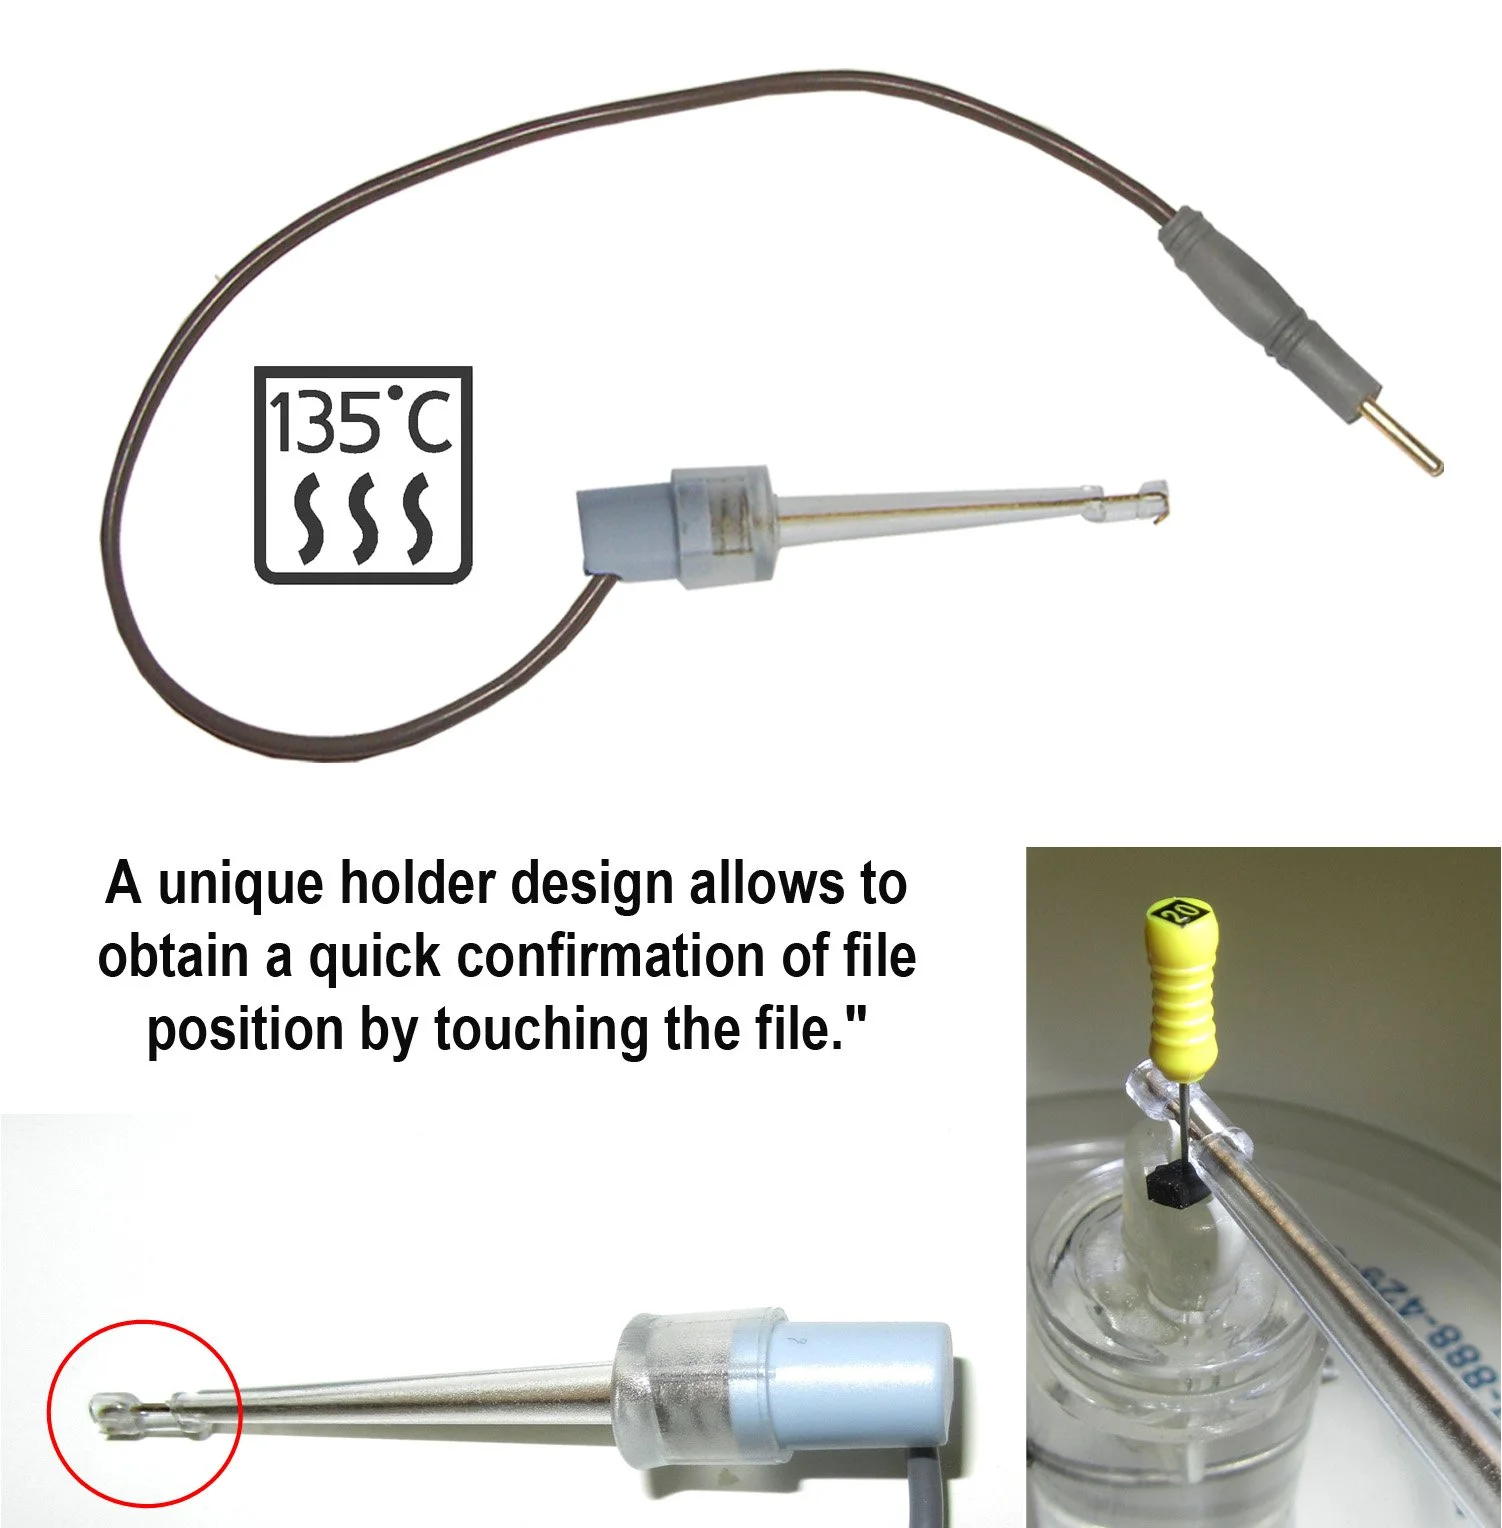 135°C
A unique holder design allows to
obtain a quick confirmation of file
position by touching the file."
20